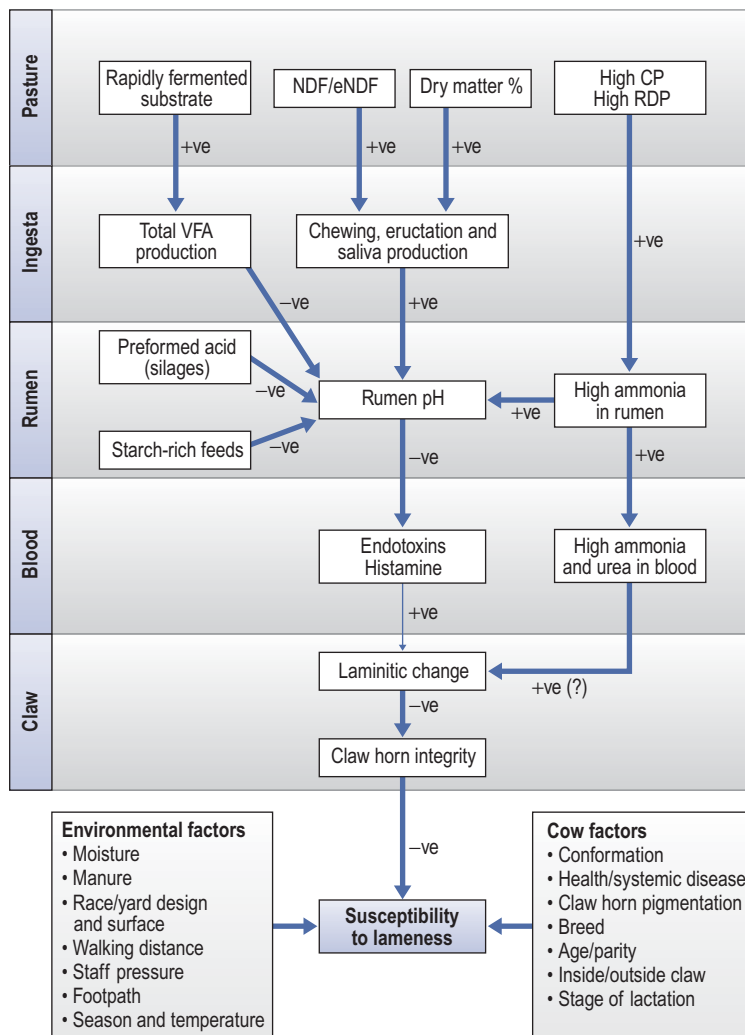 Pasture
Rapidly fermented
substrate
NDF/eNDF
Dry matter %
High CP
High RDP
+ve
+ve
+ve
+ve
Ingesta
Total VFA
production
Chewing, eructation and
saliva production
–ve
+ve
Rumen
Preformed acid
(silages)
–ve
Rumen pH
+ve
High ammonia
in rumen
Starch-rich feeds
–ve
–ve
+ve
Blood
Endotoxins
Histamine
High ammonia
and urea in blood
+ve
Claw
Laminitic change
+ve (?)
–ve
Claw horn integrity
–ve
Environmental factors
• Moisture
• Manure
• Race/yard design
and surface
• Walking distance
• Staff pressure
• Footpath
• Season and temperature
Susceptibility
to lameness
Cow factors
• Conformation
• Health/systemic disease
• Claw horn pigmentation
• Breed
• Age/parity
• Inside/outside claw
• Stage of lactation